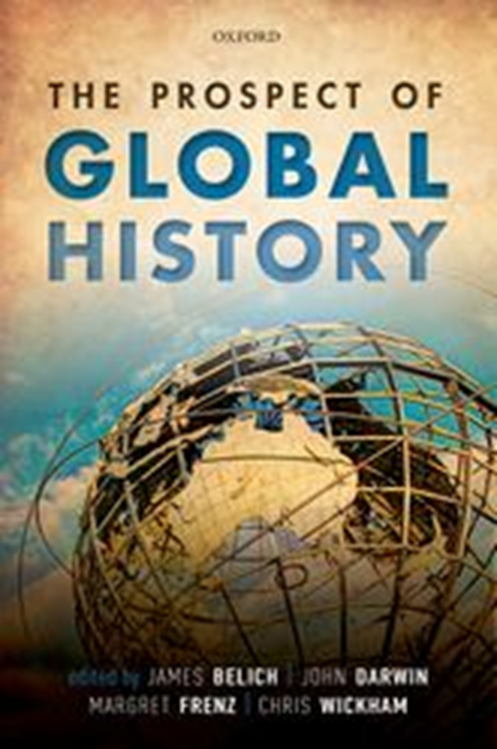 OXFORD
THE PROSPECT OF
GLOBAL
HISTORY
edited by JAMES BELICH | JOHN DARWIN
MARGRET FRENZ | CHRIS WICKHAM